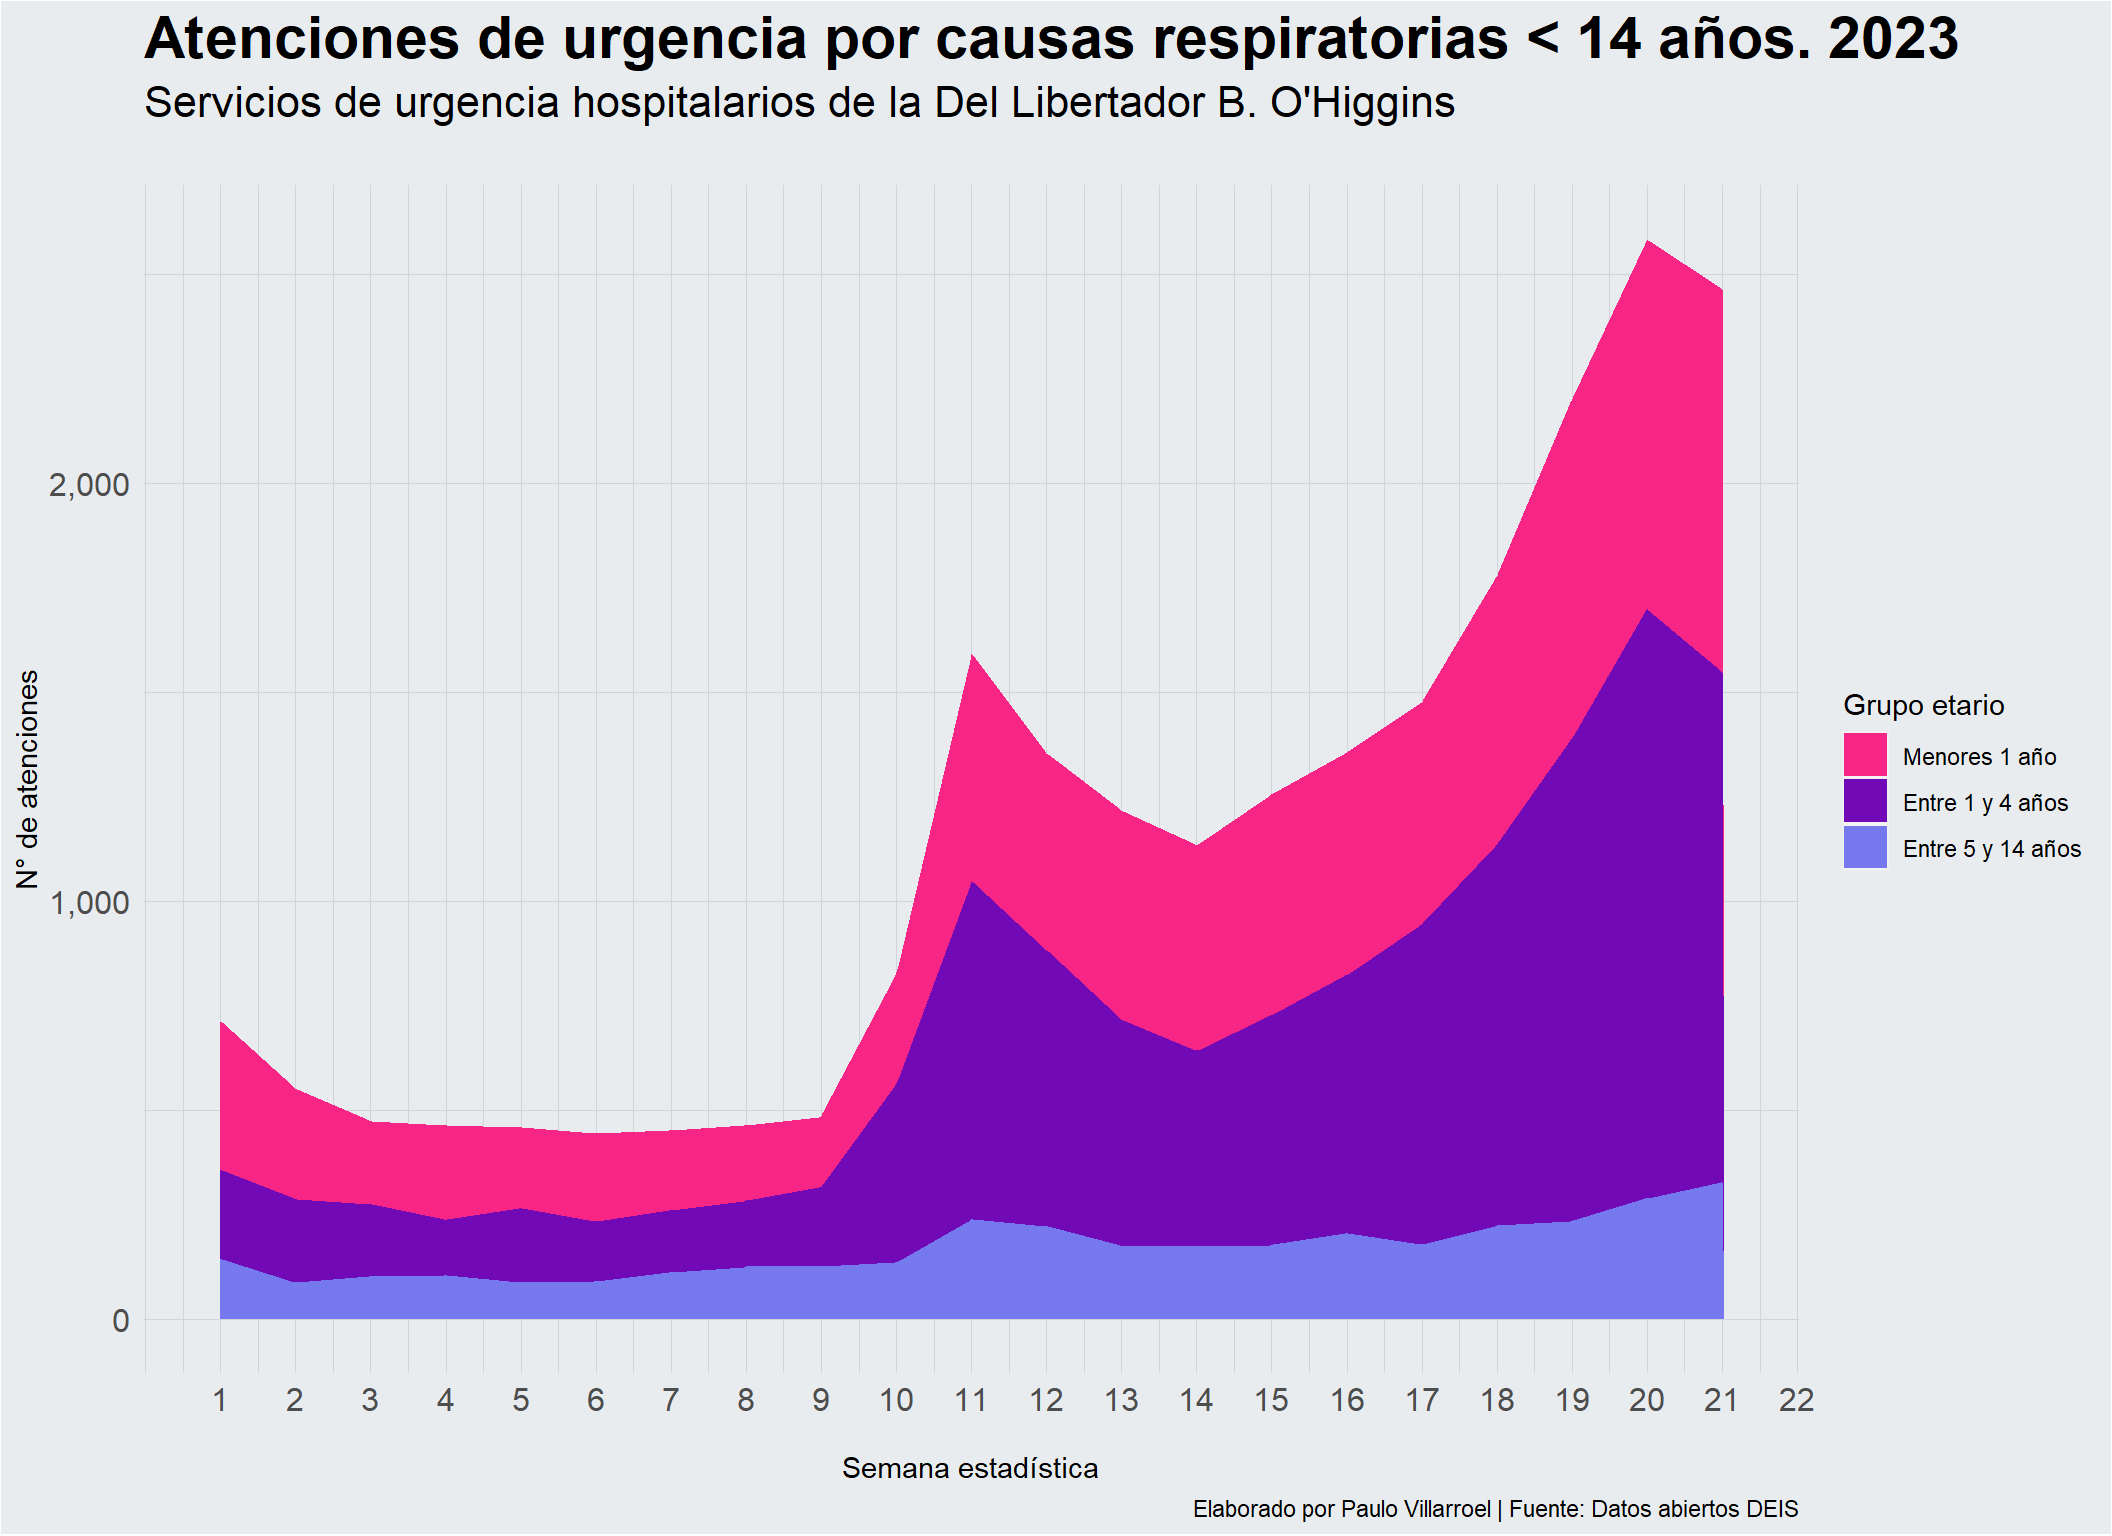 Atenciones de urgencia por causas respiratorias < 14 años. 2023
Servicios de urgencia hospitalarios de la Del Libertador B. O'Higgins
N° de atenciones
2,000
1,000
0
1 2 3 4 5 6 7 8 9 10 11 12 13 14 15 16 17 18 19 20 21 22
Semana estadística
Grupo etario
Menores 1 año
Entre 1 y 4 años
Entre 5 y 14 años
Elaborado por Paulo Villarroel | Fuente: Datos abiertos DEIS